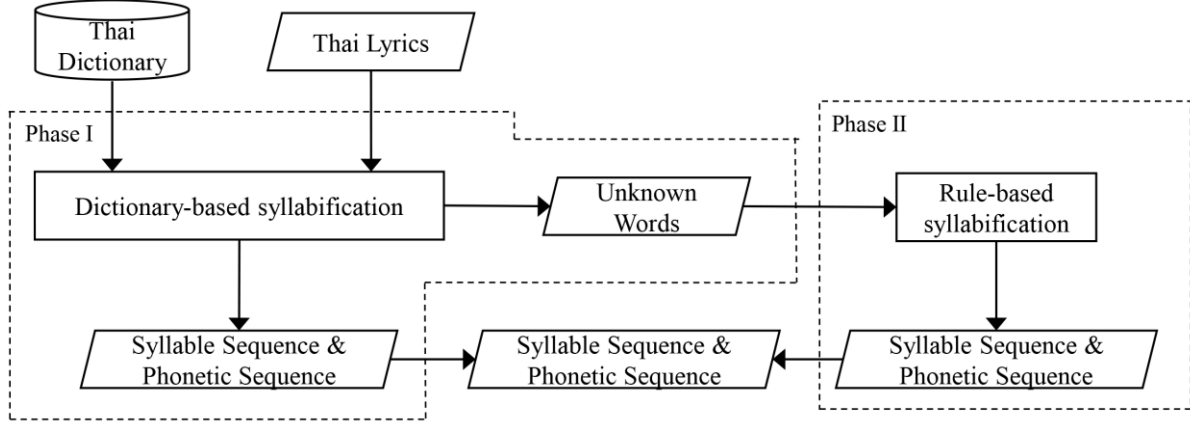 Thai
Dictionary
Thai Lyrics
Phase I
Phase II
Dictionary-based syllabification
Unknown
Words
Rule-based
syllabification
Syllable Sequence &
Phonetic Sequence
Syllable Sequence &
Phonetic Sequence
Syllable Sequence &
Phonetic Sequence